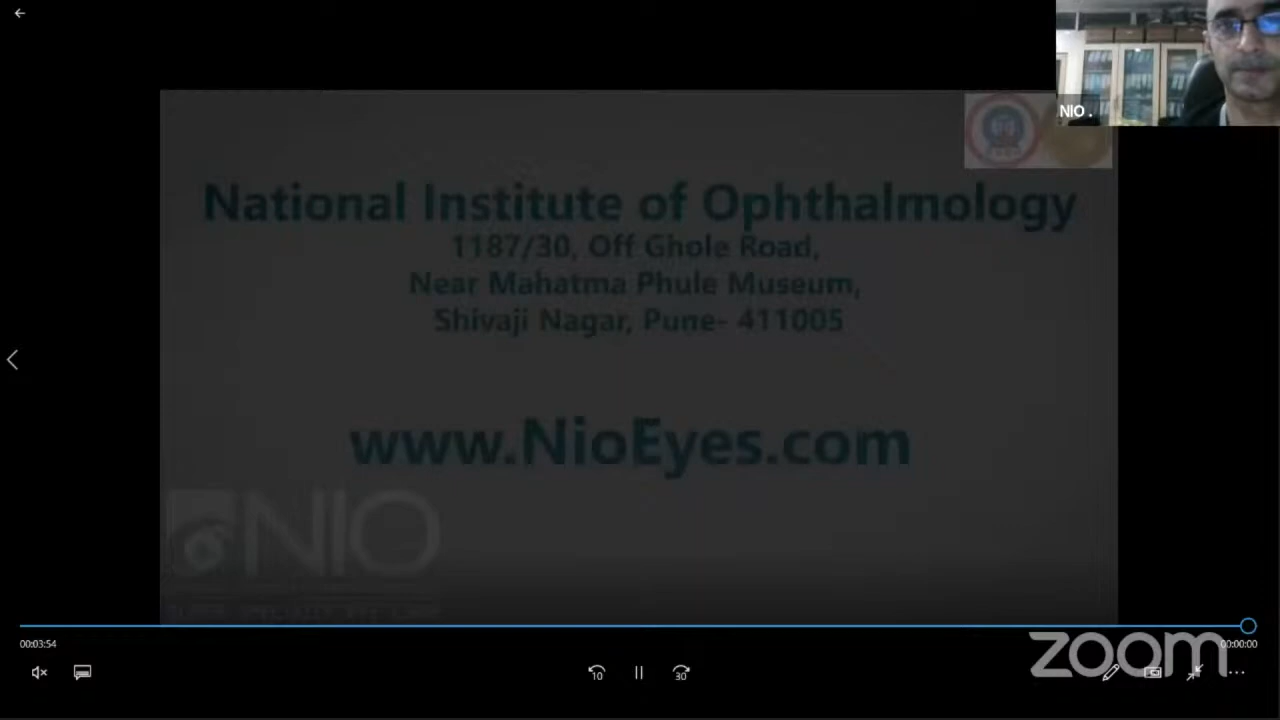 NIO .
National Institute of Ophthalmology
1187/30, Off Ghole Road,
Near Mahatma Phule Museum,
Shivaji Nagar, Pune- 411005
www.NioEyes.com
NIO
00:03:54
00:00:00
zoom
10
30